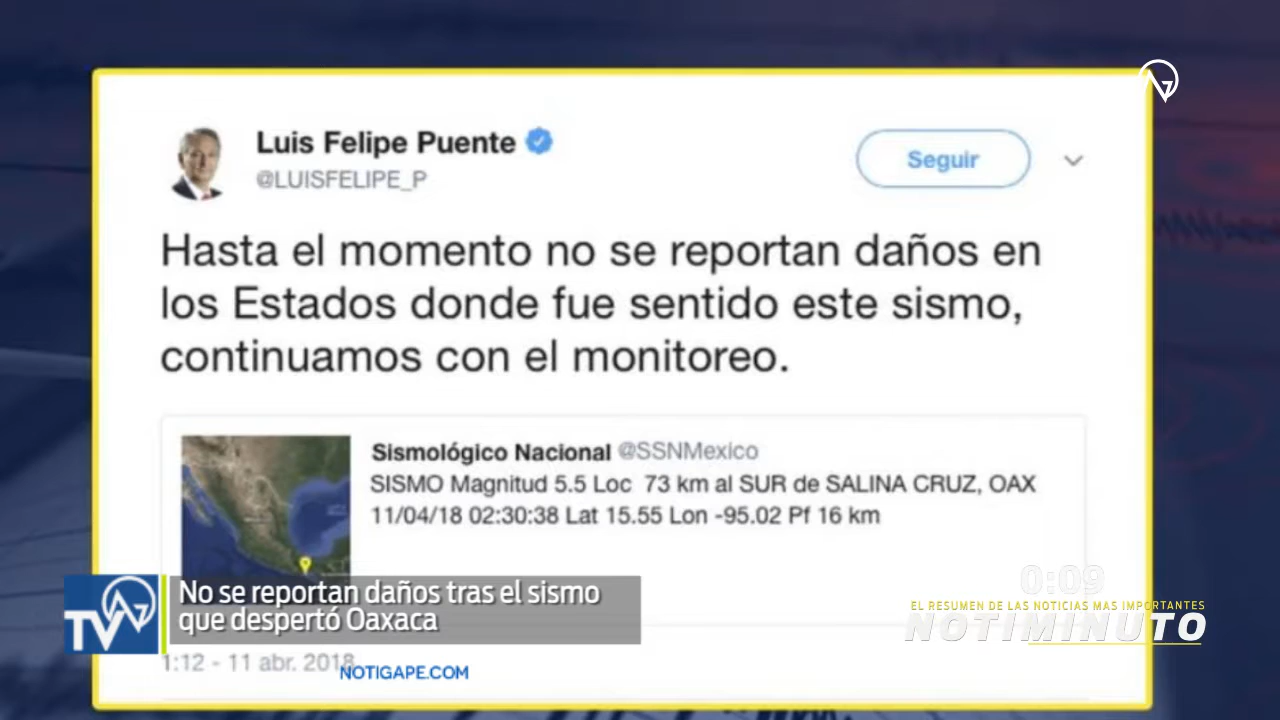 Luis Felipe Puente
@LUISFELIPE_P
Seguir
Hasta el momento no se reportan daños en
los Estados donde fue sentido este sismo,
continuamos con el monitoreo.
Sismológico Nacional @SSNMexico
SISMO Magnitud 5.5 Loc 73 km al SUR de SALINA CRUZ, OAX
11/04/18 02:30:38 Lat 15.55 Lon -95.02 Pf 16 km
TV
No se reportan daños tras el sismo
que despertó Oaxaca
1:12 - 11 abr. 2018
NOTIGAPE.COM
0:09
EL RESUMEN DE LAS NOTICIAS MAS IMPORTANTES
NOTIMINUTO